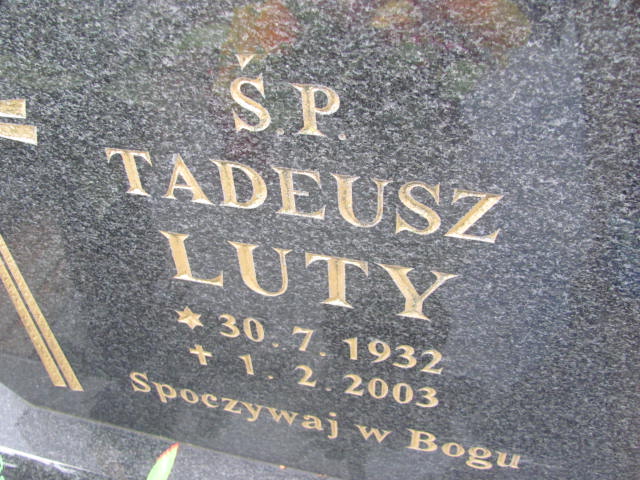 Š.P.
TADEUSZ
LUTY
★ 30.7.1932
✝ 1.2.2003
Spoczywaj w Bogu